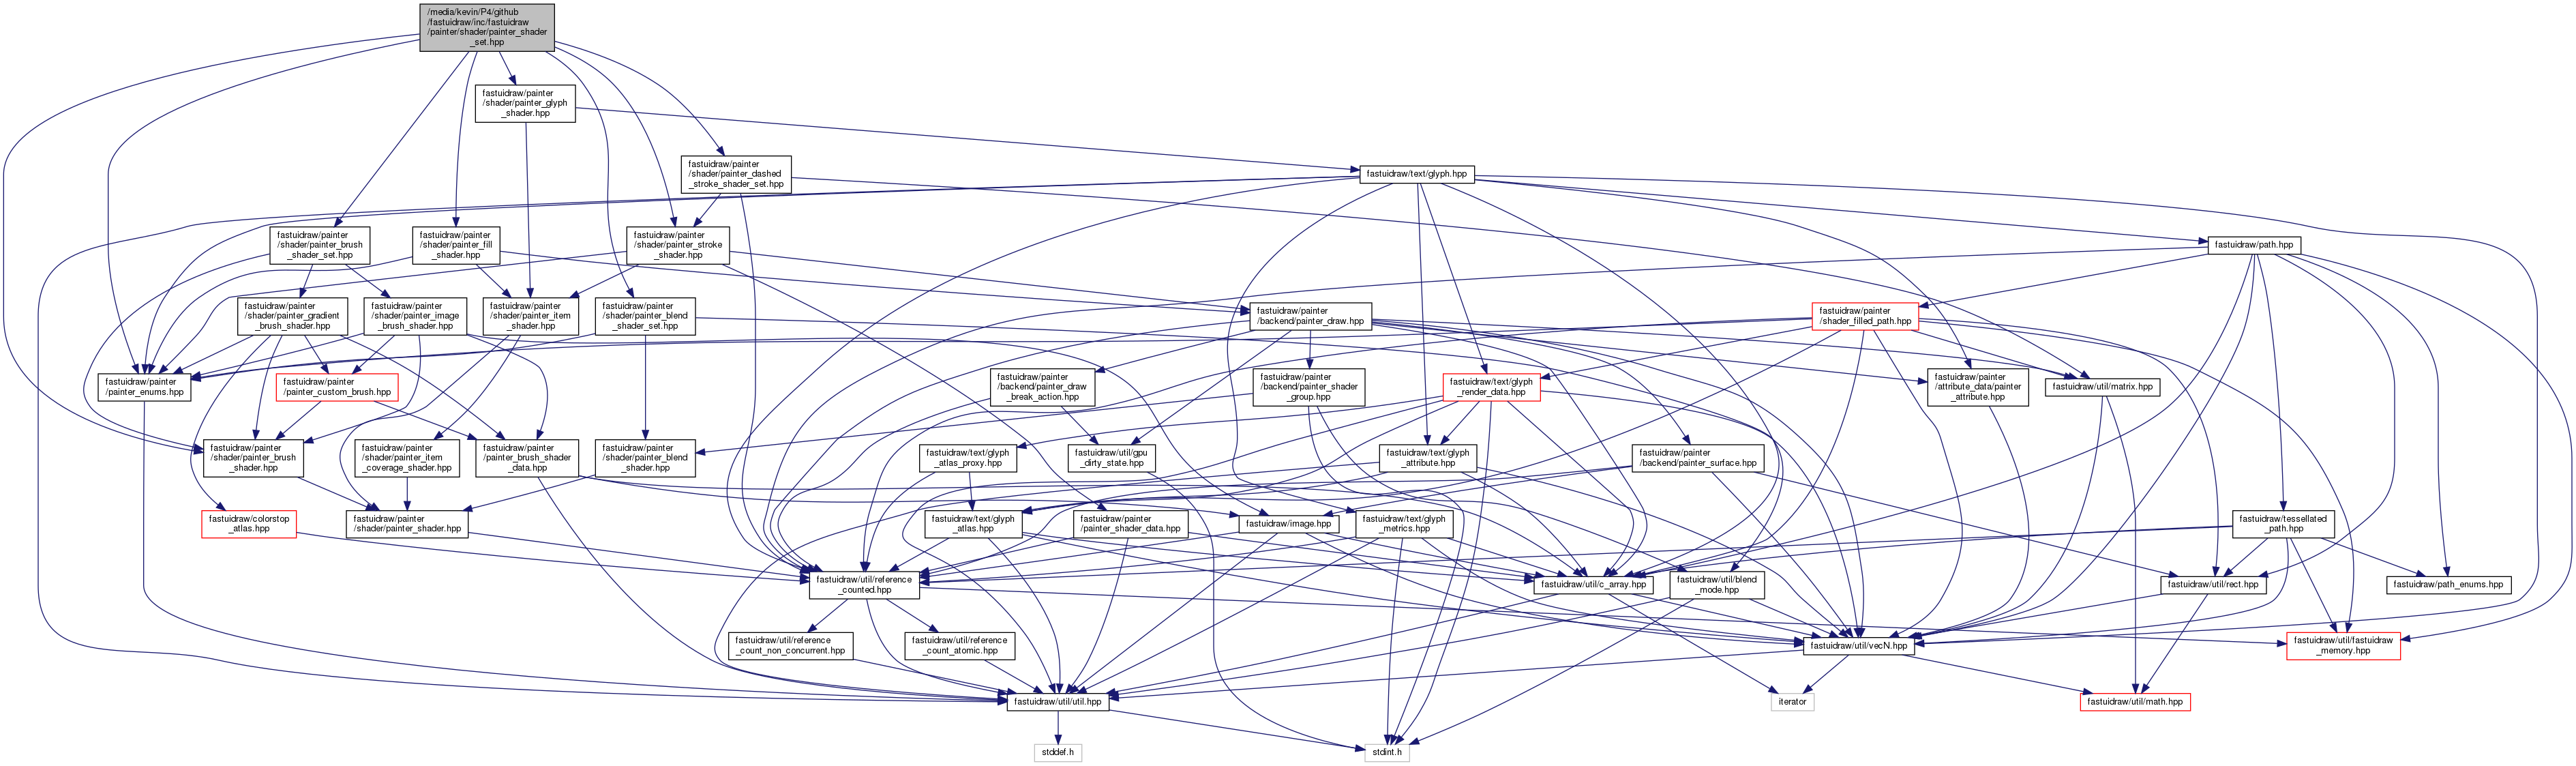 /media/kevin/P4/github
/fastuidraw/inc/fastuidraw
/painter/shader/painter_shader
_set.hpp
fastuidraw/painter
/shader/painter_glyph
_shader.hpp
fastuidraw/painter
/shader/painter_dashed
_stroke_shader_set.hpp
fastuidraw/text/glyph.hpp
fastuidraw/painter
/shader/painter_brush
_shader_set.hpp
fastuidraw/painter
/shader/painter_fill
_shader.hpp
fastuidraw/painter
/shader/painter_stroke
_shader.hpp
fastuidraw/path.hpp
fastuidraw/painter
/shader/painter_gradient
_brush_shader.hpp
fastuidraw/painter
/shader/painter_image
_brush_shader.hpp
fastuidraw/painter
/shader/painter_item
_shader.hpp
fastuidraw/painter
/shader/painter_blend
_shader_set.hpp
fastuidraw/painter
/backend/painter_draw.hpp
fastuidraw/painter
/shader_filled_path.hpp
fastuidraw/painter
/painter_enums.hpp
fastuidraw/painter
/painter_custom_brush.hpp
fastuidraw/painter
/backend/painter_draw
_break_action.hpp
fastuidraw/painter
/backend/painter_shader
_group.hpp
fastuidraw/text/glyph
_render_data.hpp
fastuidraw/painter
/attribute_data/painter
_attribute.hpp
fastuidraw/util/matrix.hpp
fastuidraw/painter
/shader/painter_brush
_shader.hpp
fastuidraw/painter
/shader/painter_item
_coverage_shader.hpp
fastuidraw/painter
/painter_brush_shader
_data.hpp
fastuidraw/painter
/shader/painter_blend
_shader.hpp
fastuidraw/text/glyph
_atlas_proxy.hpp
fastuidraw/util/gpu
_dirty_state.hpp
fastuidraw/text/glyph
_attribute.hpp
fastuidraw/painter
/backend/painter_surface.hpp
fastuidraw/colorstop
_atlas.hpp
fastuidraw/painter
/shader/painter_shader.hpp
fastuidraw/text/glyph
_atlas.hpp
fastuidraw/painter
/painter_shader_data.hpp
fastuidraw/image.hpp
fastuidraw/text/glyph
_metrics.hpp
fastuidraw/tessellated
_path.hpp
fastuidraw/util/reference
_counted.hpp
fastuidraw/util/c_array.hpp
fastuidraw/util/blend
_mode.hpp
fastuidraw/util/rect.hpp
fastuidraw/path_enums.hpp
fastuidraw/util/reference
_count_non_concurrent.hpp
fastuidraw/util/reference
_count_atomic.hpp
fastuidraw/util/vecN.hpp
fastuidraw/util/fastuidraw
_memory.hpp
fastuidraw/util/util.hpp
iterator
fastuidraw/util/math.hpp
stddef.h
stdint.h